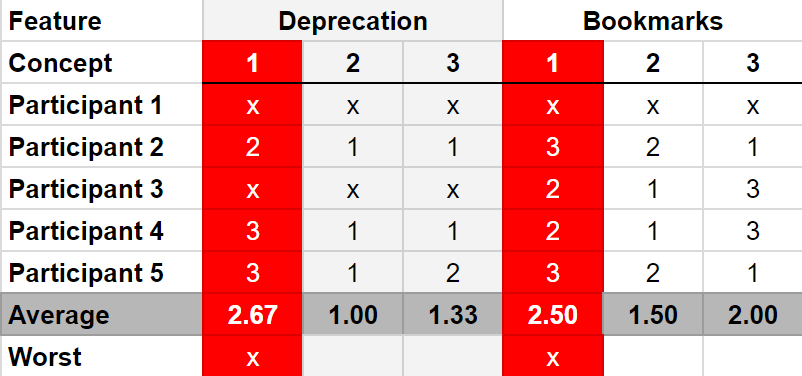 Feature Deprecation Bookmarks
Concept 1 2 3 1 2 3
Participant 1 x x x x x x
Participant 2 2 1 1 3 2 1
Participant 3 x x x 2 1 3
Participant 4 3 1 1 2 1 3
Participant 5 3 1 2 3 2 1
Average 2.67 1.00 1.33 2.50 1.50 2.00
Worst x x